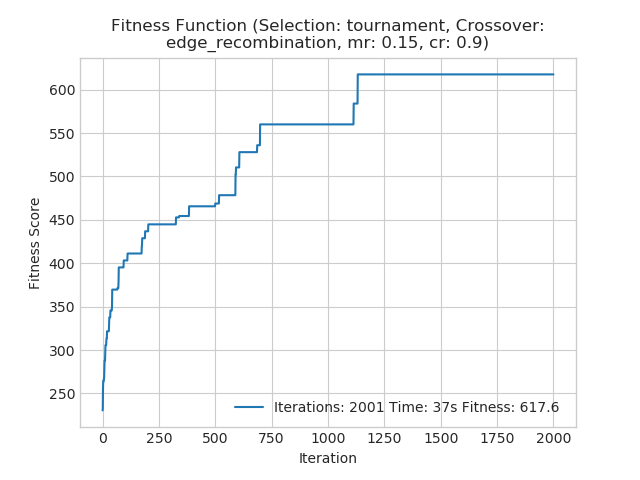 Fitness Function (Selection: tournament, Crossover:
edge_recombination, mr: 0.15, cr: 0.9)
600
550
500
450
400
350
300
250
Fitness Score
Iterations: 2001 Time: 37s Fitness: 617.6
0 250 500 750 1000 1250 1500 1750 2000
Iteration